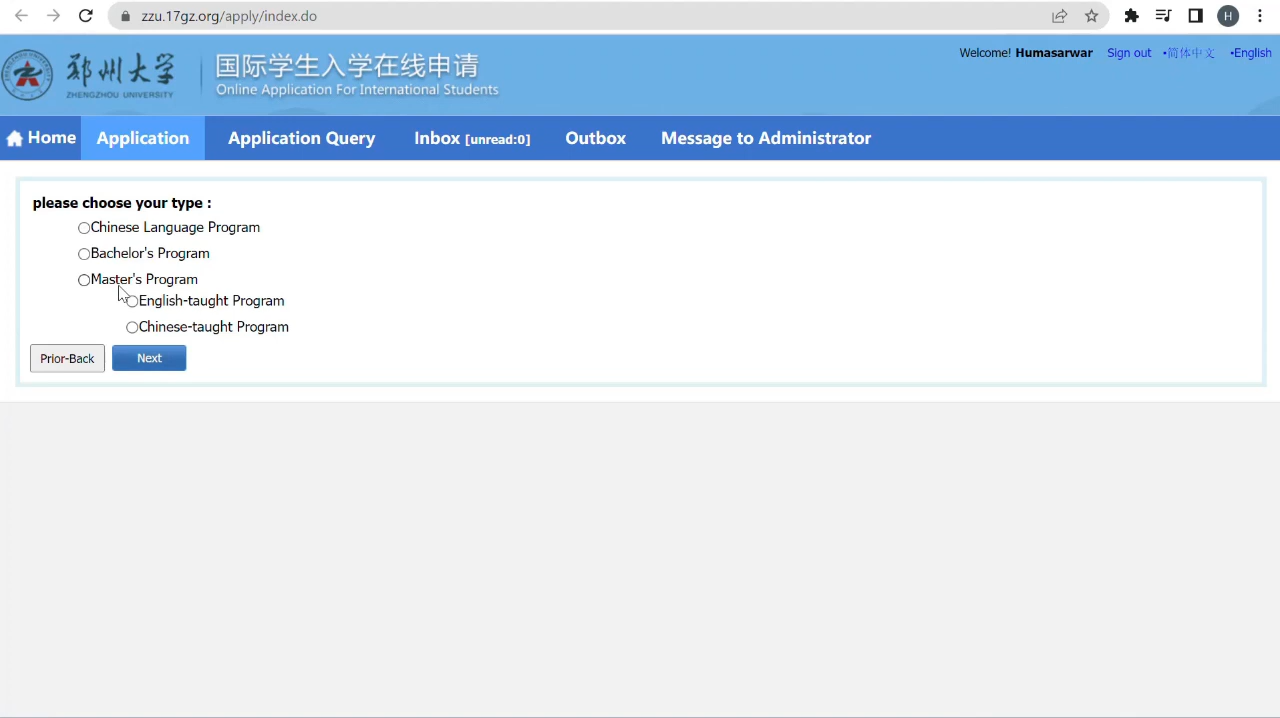 zzu.17gz.org/apply/index.do
H
郑州大学
ZHENGZHOU UNIVERSITY
国际学生入学在线申请
Online Application For International Students
Welcome! Humasarwar Sign out •简体中文 •English
Home Application Application Query Inbox [unread:0] Outbox Message to Administrator
please choose your type :
Chinese Language Program
Bachelor's Program
Master's Program
English-taught Program
Chinese-taught Program
Prior-Back Next